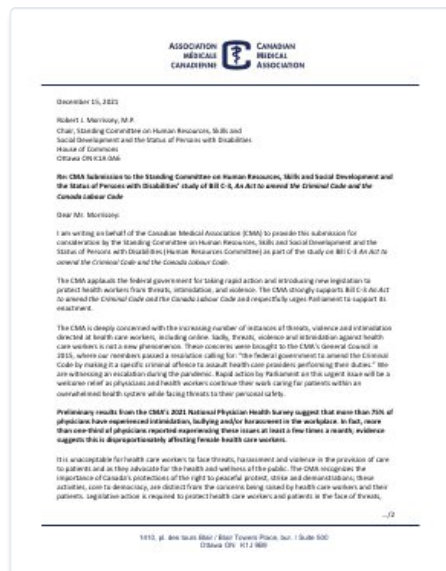 ASSOCIATION
MÉDICALE
CANADIENNE
CANADIAN
MEDICAL
ASSOCIATION
December 15, 2021
Robert J. Morrissey, M.P.
Chair, Standing Committee on Human Resources, Skills and
Social Development and the Status of Persons with Disabilities
House of Commons
Ottawa ON K1A 0A6
Re: CMA Submission to the Standing Committee on Human Resources, Skills and Social Development and
the Status of Persons with Disabilities' study of Bill C-3, An Act to amend the Criminal Code and the
Canada Labour Code
Dear Mr. Morrissey:
I am writing on behalf of the Canadian Medical Association (CMA) to provide this submission for
consideration by the Standing Committee on Human Resources, Skills and Social Development and the
Status of Persons with Disabilities (Human Resources Committee) as part of the study on Bill C-3 An Act to
amend the Criminal Code and the Canada Labour Code.
The CMA applauds the federal government for taking rapid action and introducing new legislation to
protect health workers from threats, intimidation, and violence. The CMA strongly supports Bill C-3 An Act
to amend the Criminal Code and the Canada Labour Code and respectfully urges Parliament to support its
enactment.
The CMA is deeply concerned with the increasing number of instances of threats, violence and intimidation
directed at health care workers, including online. Sadly, threats, violence and intimidation against health
care workers is not a new phenomenon. These concerns were brought to the CMA's General Council in
2015, where our members passed a resolution calling for: "the federal government to amend the Criminal
Code by making it a specific criminal offence to assault health care providers performing their duties." We
are witnessing an escalation during the pandemic. Rapid action by Parliament on this urgent issue will be a
welcome relief as physicians and health workers continue their work caring for patients within an
overwhelmed health system while facing threats to their personal safety.
Preliminary results from the CMA's 2021 National Physician Health Survey suggest that more than 75% of
physicians have experienced intimidation, bullying and/or harassment in the workplace. In fact, more
than one-third of physicians reported experiencing these issues at least a few times a month; evidence
suggests this is disproportionately affecting female health care workers.
It is unacceptable for health care workers to face threats, harassment and violence in the provision of care
to patients and as they advocate for the health and wellness of the public. The CMA recognizes the
importance of Canada's protections of the right to peaceful protest, strike and demonstrations; these
activities, core to democracy, are distinct from the concerns being raised by health care workers and their
patients. Legislative action is required to protect health care workers and patients in the face of threats,
.../2
1410, pl. des tours Blair / Blair Towers Place, bur. / Suite 500
Ottawa ON K1J 9B9